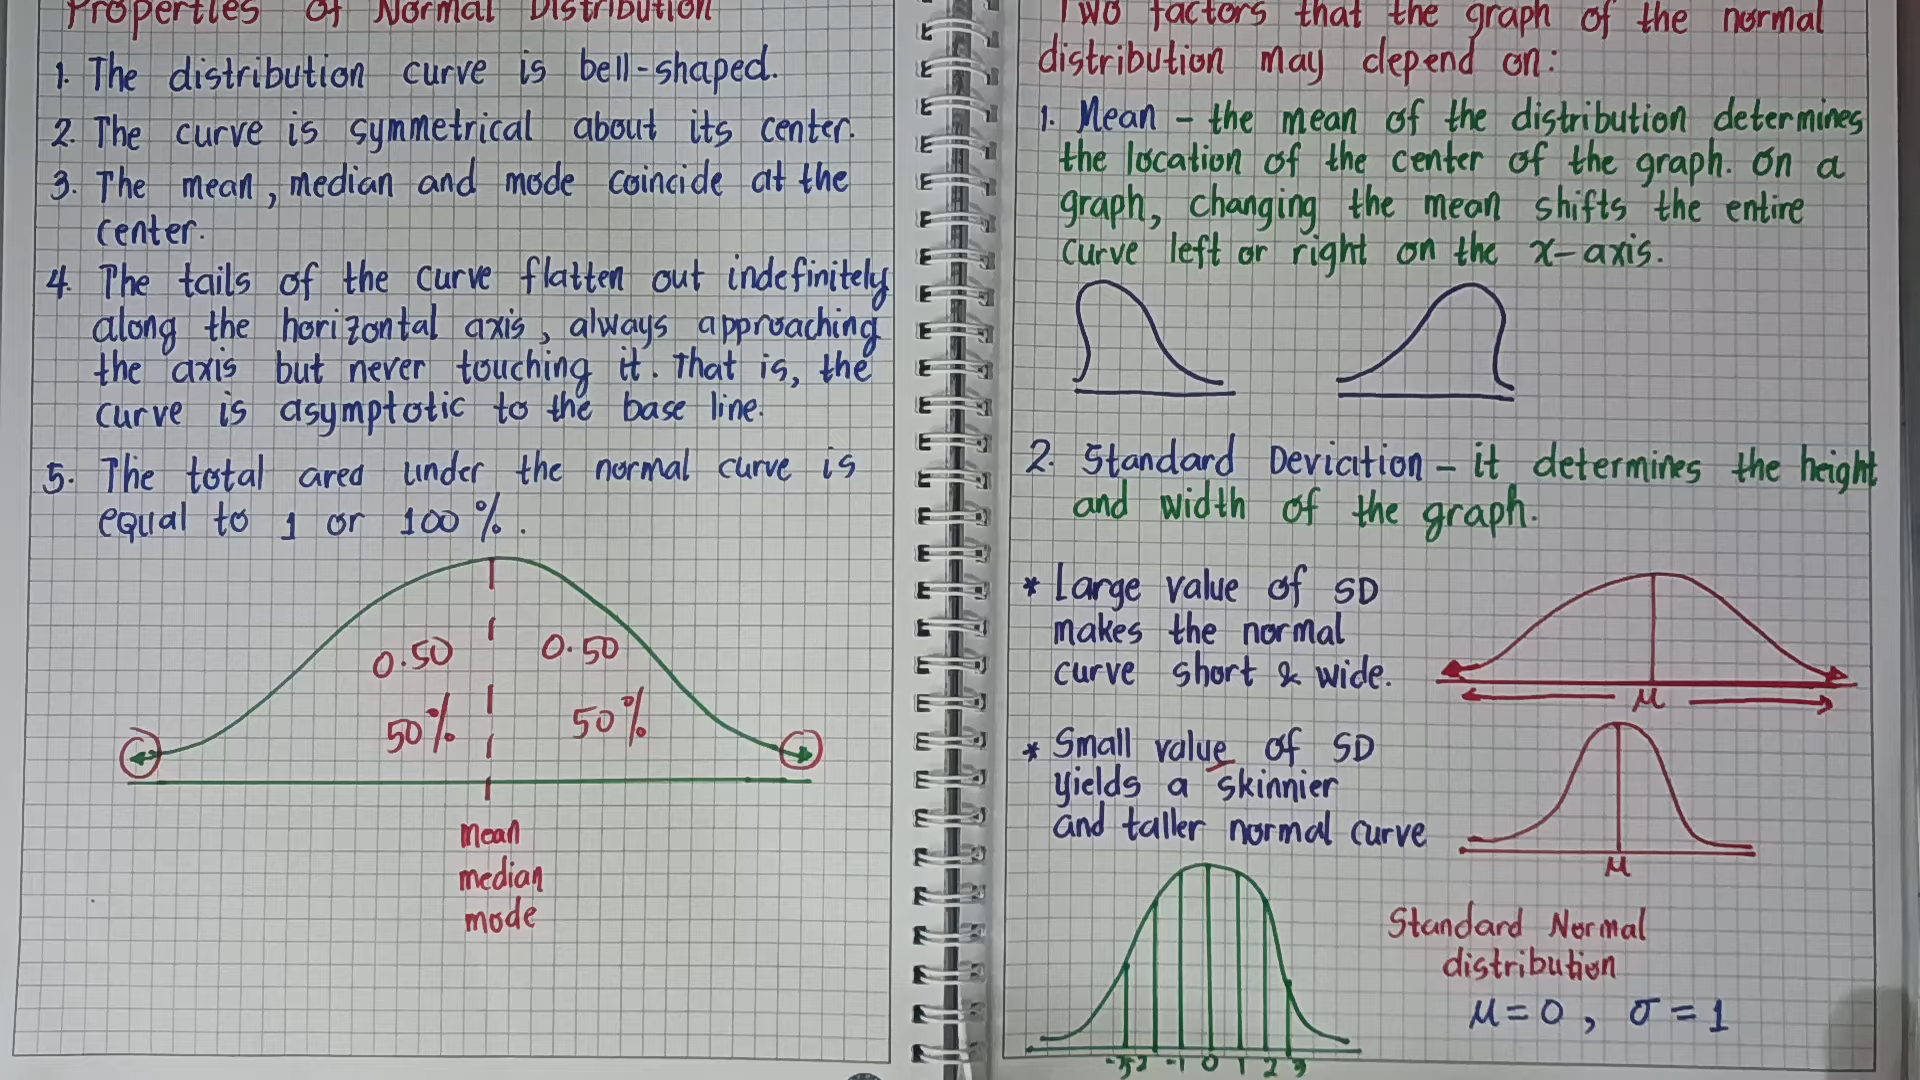 Properties of Normal Distribution
1. The distribution curve is bell-shaped.
2. The curve is symmetrical about its center.
3. The mean, median and mode coincide at the
center.
4. The tails of the curve flatten out indefinitely
along the horizontal axis, always approaching
the axis but never touching it. That is, the
curve is asymptotic to the base line.
5. The total area under the normal curve is
equal to 1 or 100%.
0.50 0.50
50% 50%
mean
median
mode
Two factors that the graph of the normal
distribution may depend on:
1. Mean - the mean of the distribution determines
the location of the center of the graph. On a
graph, changing the mean shifts the entire
curve left or right on the x-axis.
2. Standard Deviation - it determines the height
and width of the graph.
* Large value of SD
makes the normal
curve short & wide.
μ
* Small value of SD
yields a skinnier
and taller normal curve
μ
Standard Normal
distribution
μ = 0, σ = 1
-3 -2 -1 0 1 2 3